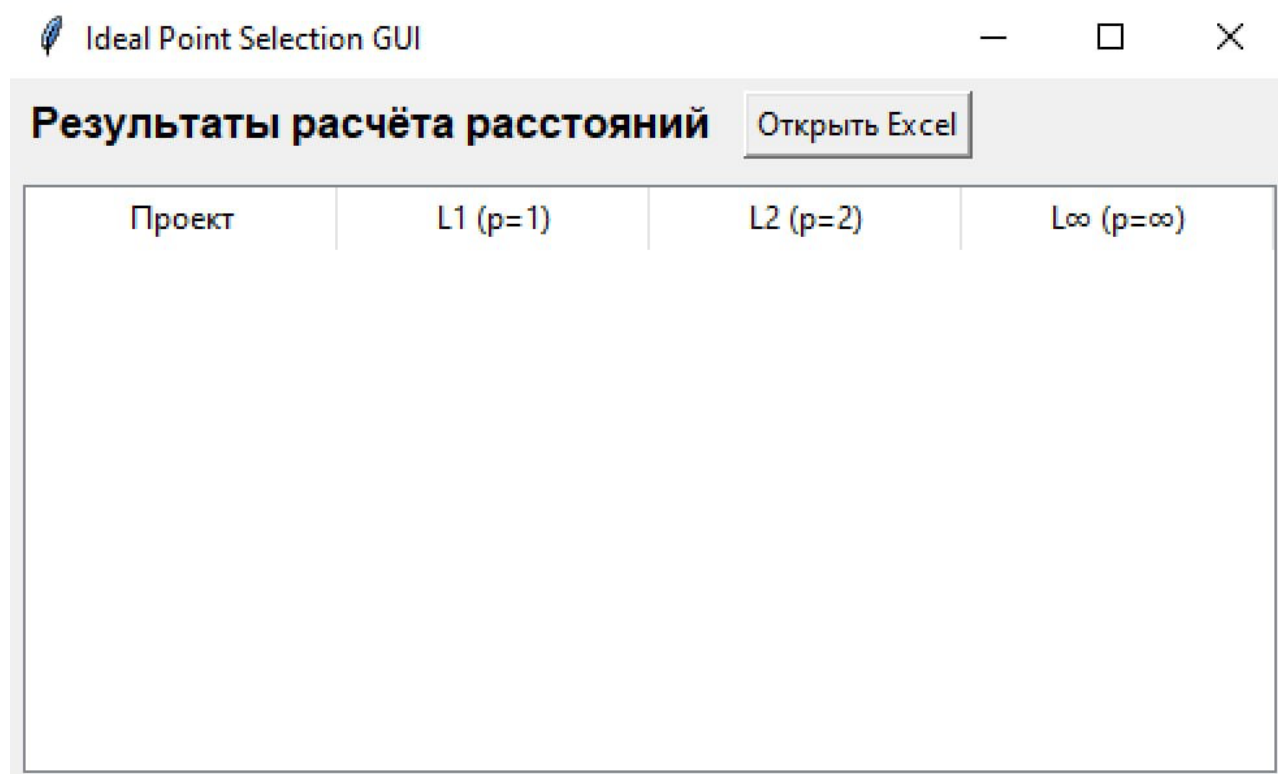 Ideal Point Selection GUI
Результаты расчёта расстояний Открыть Excel
Проект L1 (p=1) L2 (p=2) L∞ (p=∞)